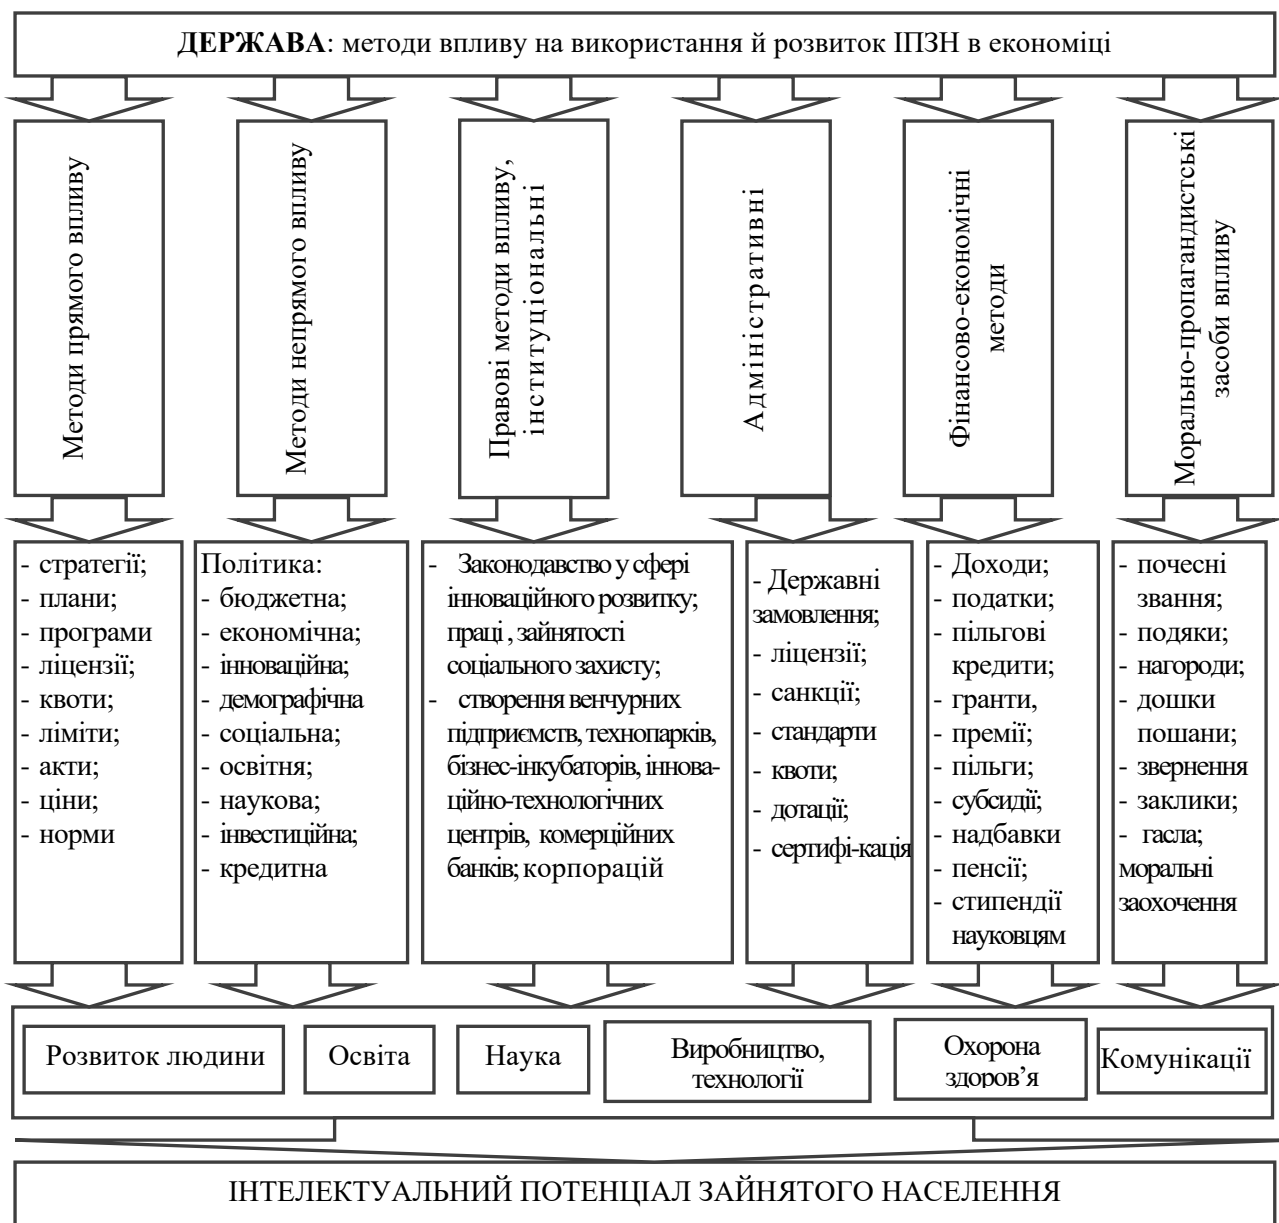 ДЕРЖАВА: методи впливу на використання й розвиток ІПЗН в економіці
Методи прямого впливу
Методи непрямого впливу
Правові методи впливу,
інституціональні
Адміністративні
Фінансово-економічні
методи
Морально-пропагандистські
засоби впливу
- стратегії;
- плани;
- програми
- ліцензії;
- квоти;
- ліміти;
- акти;
- ціни;
- норми
Політика:
- бюджетна;
- економічна;
- інноваційна;
- демографічна
- соціальна;
- освітня;
- наукова;
- інвестиційна;
- кредитна
- Законодавство у сфері
інноваційного розвитку;
праці , зайнятості
соціального захисту;
- створення венчурних
підприємств, технопарків,
бізнес-інкубаторів, іннова-
ційно-технологічних
центрів, комерційних
банків; корпорацій
- Державні
замовлення;
- ліцензії;
- санкції;
- стандарти
- квоти;
- дотації;
- сертифі-кація
- Доходи;
- податки;
- пільгові
кредити;
- гранти,
- премії;
- пільги;
- субсидії;
- надбавки
- пенсії;
- стипендії
науковцям
- почесні
звання;
- подяки;
- нагороди;
- дошки
пошани;
- звернення
- заклики;
- гасла;
моральні
заохочення
Розвиток людини
Освіта
Наука
Виробництво,
технології
Охорона
здоров’я
Комунікації
ІНТЕЛЕКТУАЛЬНИЙ ПОТЕНЦІАЛ ЗАЙНЯТОГО НАСЕЛЕННЯ